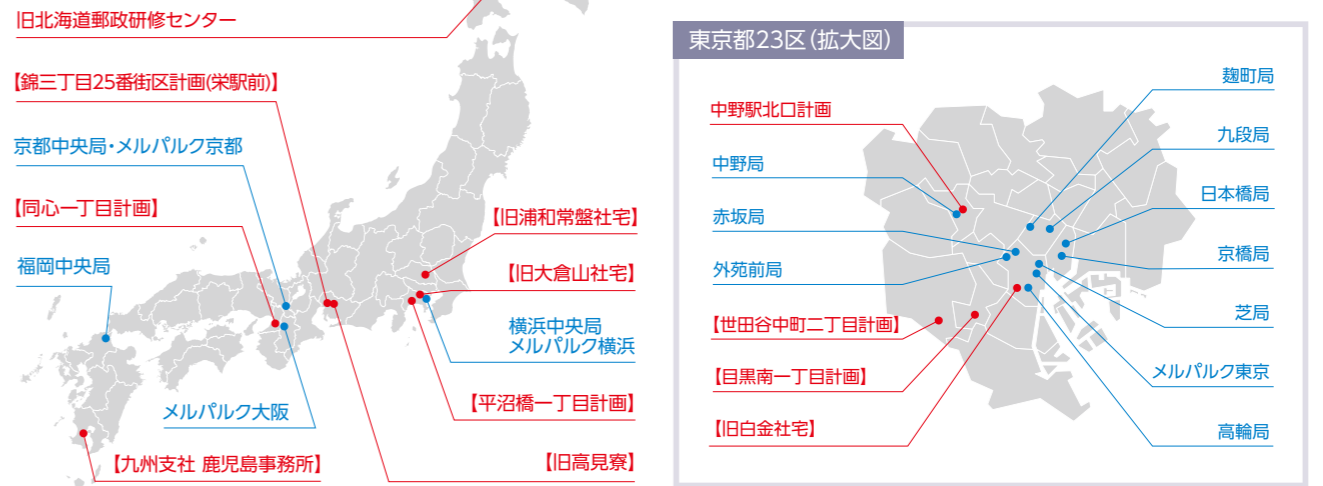 旧北海道郵政研修センター
【錦三丁目25番街区計画(栄駅前)】
京都中央局・メルパルク京都
【同心一丁目計画】
福岡中央局
メルパルク大阪
【九州支社 鹿児島事務所】
【旧浦和常盤社宅】
【旧大倉山社宅】
横浜中央局
メルパルク横浜
【平沼橋一丁目計画】
【旧高見寮】
東京都23区(拡大図)
中野駅北口計画
中野局
赤坂局
外苑前局
【世田谷中町二丁目計画】
【目黒南一丁目計画】
【旧白金社宅】
麹町局
九段局
日本橋局
京橋局
芝局
メルパルク東京
高輪局